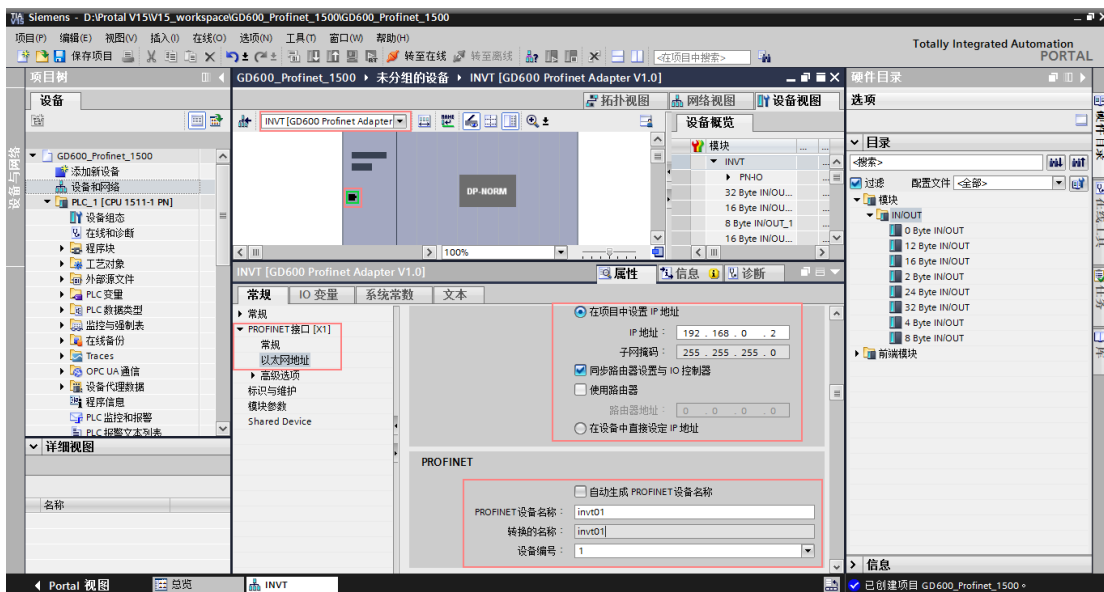 Siemens - D:\Protal V15\V15_workspace\GD600_Profinet_1500\GD600_Profinet_1500
项目(P) 编辑(E) 视图(V) 插入(I) 在线(O) 选项(N) 工具(T) 窗口(W) 帮助(H)
Totally Integrated Automation
PORTAL
保存项目 转至在线 转至离线 <在项目中搜索>
项目树
设备
设备与网络
GD600_Profinet_1500
添加新设备
设备和网络
PLC_1 [CPU 1511-1 PN]
设备组态
在线和诊断
程序块
工艺对象
外部源文件
PLC 变量
PLC 数据类型
监控与强制表
在线备份
Traces
OPC UA 通信
设备代理数据
程序信息
PLC 监控和报警
PLC 报警文本列表
详细视图
名称
GD600_Profinet_1500 ▸ 未分组的设备 ▸ INVT [GD600 Profinet Adapter V1.0]
拓扑视图 网络视图 设备视图
INVT [GD600 Profinet Adapter
DP-NORM
100%
设备概览
模块 ... ...
INVT
PN-IO
32 Byte IN/OU...
16 Byte IN/OU...
8 Byte IN/OUT_1
16 Byte IN/OU...
INVT [GD600 Profinet Adapter V1.0]
属性 信息 诊断
常规 IO 变量 系统常数 文本
常规
PROFINET接口 [X1]
常规
以太网地址
高级选项
标识与维护
模块参数
Shared Device
在项目中设置 IP 地址
IP 地址： 192 . 168 . 0 . 2
子网掩码： 255 . 255 . 255 . 0
同步路由器设置与 IO 控制器
使用路由器
路由器地址： 0 . 0 . 0 . 0
在设备中直接设定 IP 地址
PROFINET
自动生成 PROFINET 设备名称
PROFINET 设备名称： invt01
转换的名称： invt01
设备编号： 1
硬件目录
选项
目录
<搜索>
过滤 配置文件 <全部>
模块
IN/OUT
0 Byte IN/OUT
12 Byte IN/OUT
16 Byte IN/OUT
2 Byte IN/OUT
24 Byte IN/OUT
32 Byte IN/OUT
4 Byte IN/OUT
8 Byte IN/OUT
前端模块
信息
在线工具
任务
库
Portal 视图 总览 INVT
已创建项目 GD600_Profinet_1500。